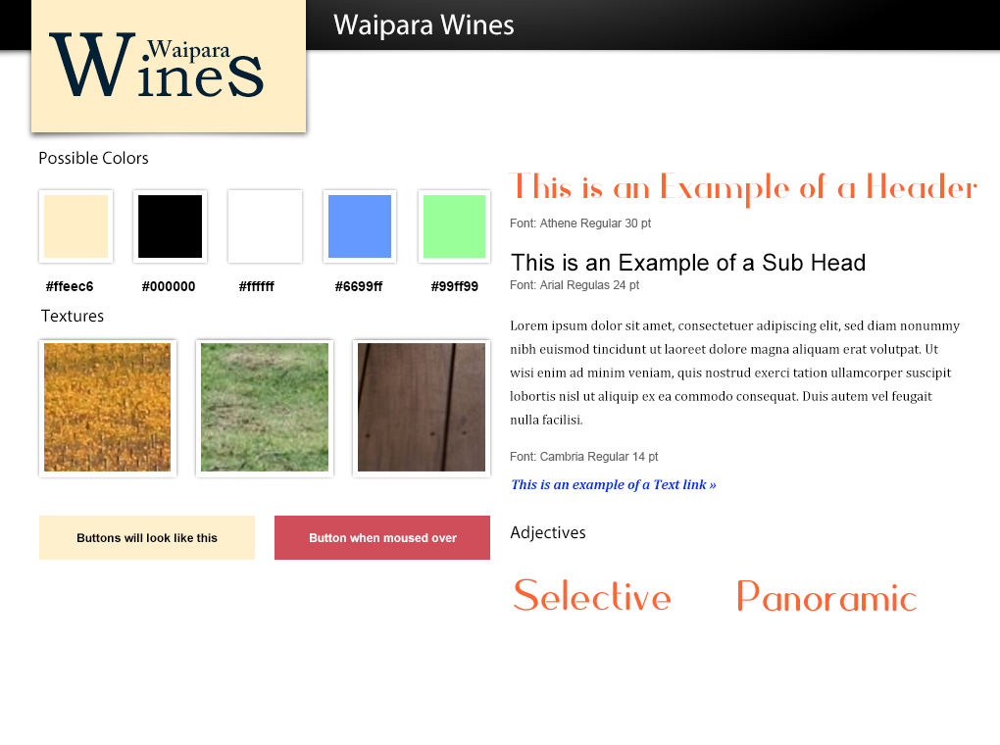 Waipara Wines
Waipara
Wines
Possible Colors
#ffeec6 #000000 #ffffff #6699ff #99ff99
Textures
Buttons will look like this
Button when moused over
This is an Example of a Header
Font: Athene Regular 30 pt
This is an Example of a Sub Head
Font: Arial Regulas 24 pt
Lorem ipsum dolor sit amet, consectetuer adipiscing elit, sed diam nonummy
nibh euismod tincidunt ut laoreet dolore magna aliquam erat volutpat. Ut
wisi enim ad minim veniam, quis nostrud exerci tation ullamcorper suscipit
lobortis nisl ut aliquip ex ea commodo consequat. Duis autem vel feugait
nulla facilisi.
Font: Cambria Regular 14 pt
This is an example of a Text link »
Adjectives
Selective Panoramic